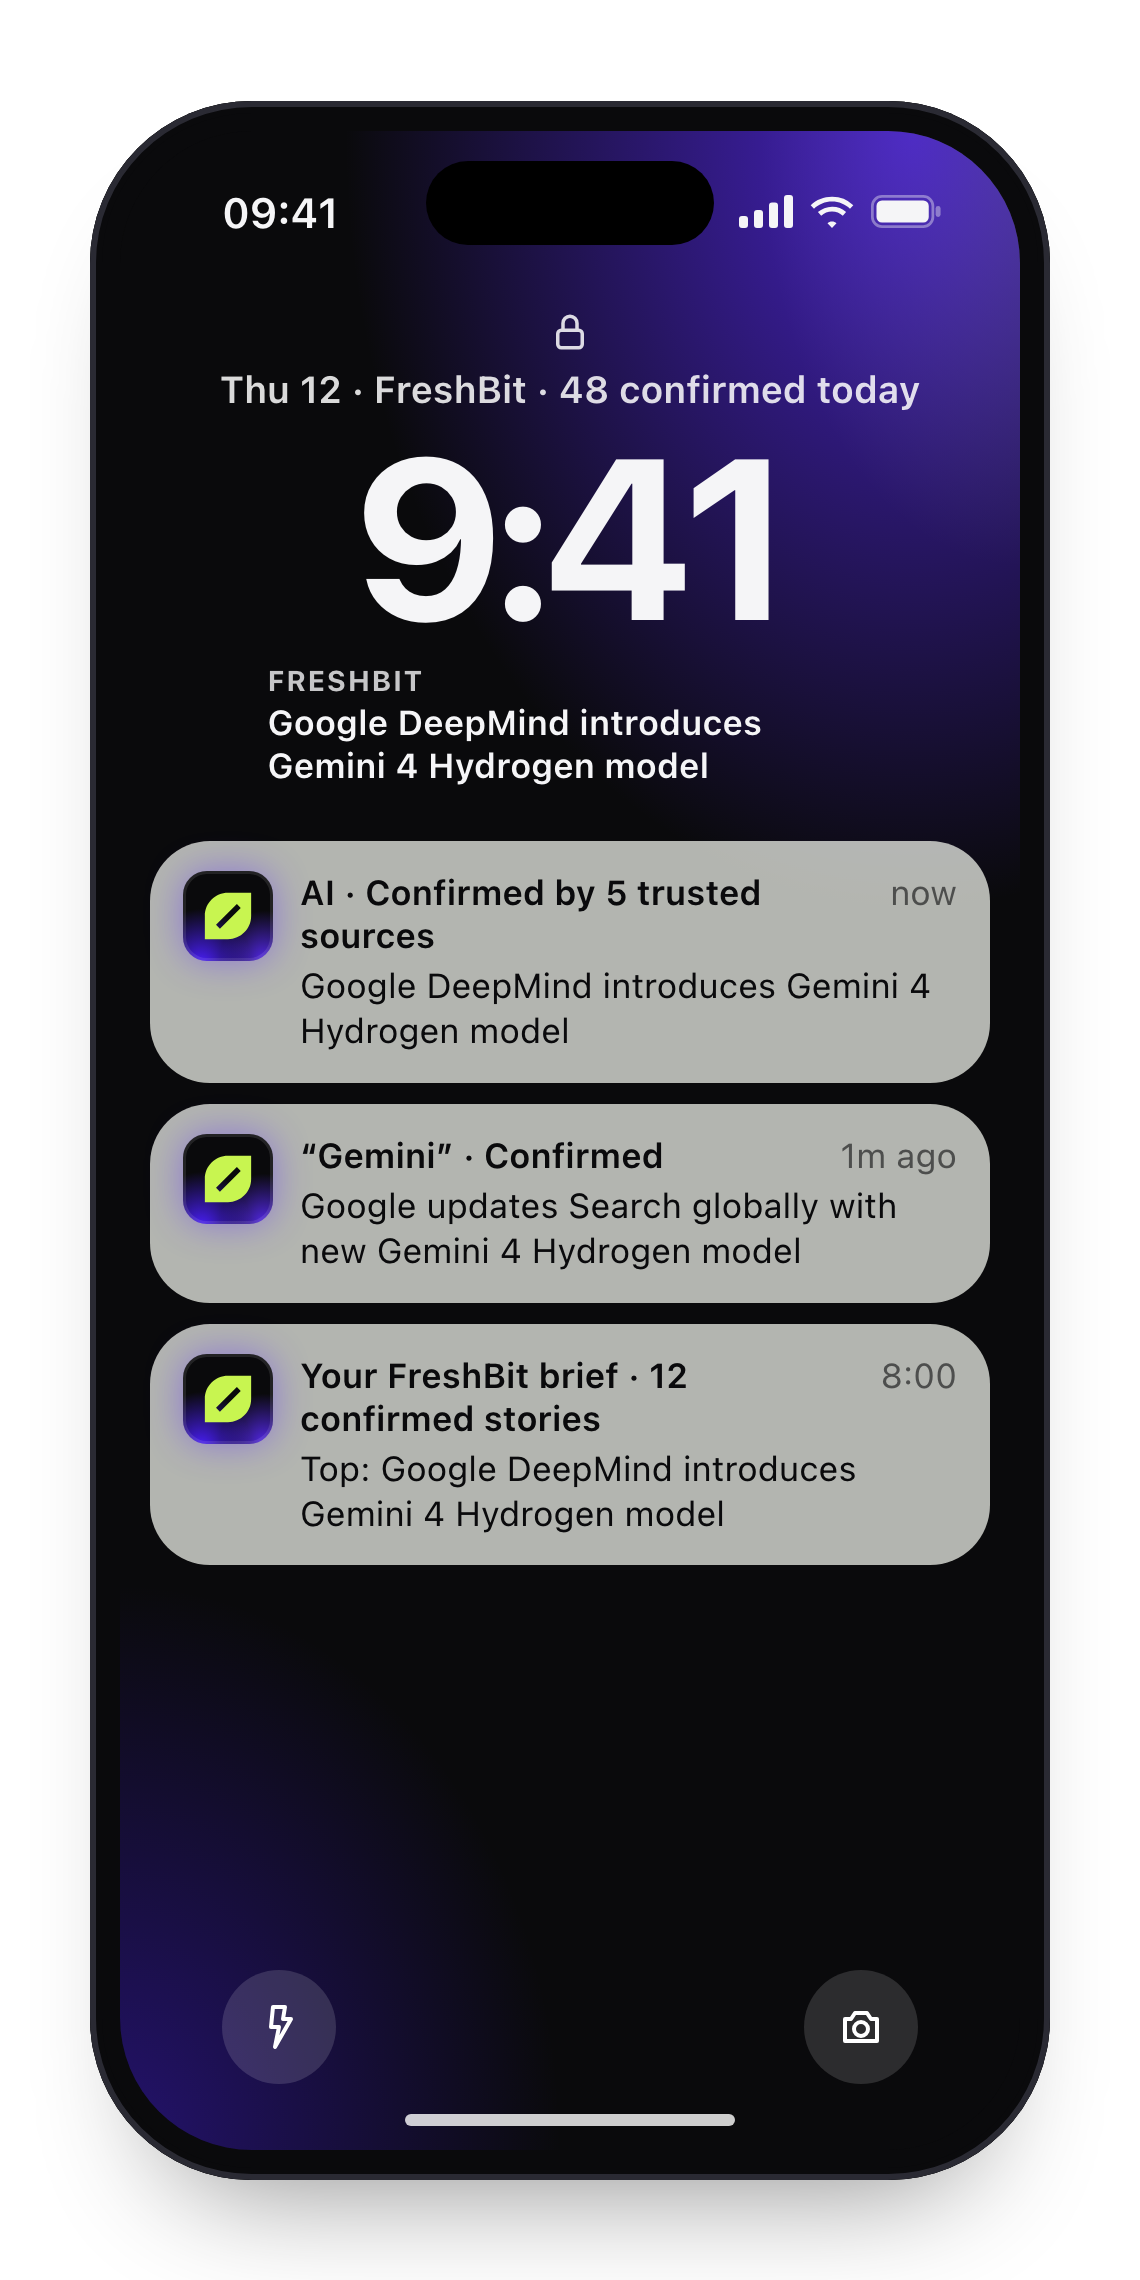 09:41
Thu 12 · FreshBit · 48 confirmed today
9:41
FRESHBIT
Google DeepMind introduces
Gemini 4 Hydrogen model
AI · Confirmed by 5 trusted
sources
now
Google DeepMind introduces Gemini 4
Hydrogen model
“Gemini” · Confirmed
1m ago
Google updates Search globally with
new Gemini 4 Hydrogen model
Your FreshBit brief · 12
confirmed stories
8:00
Top: Google DeepMind introduces
Gemini 4 Hydrogen model